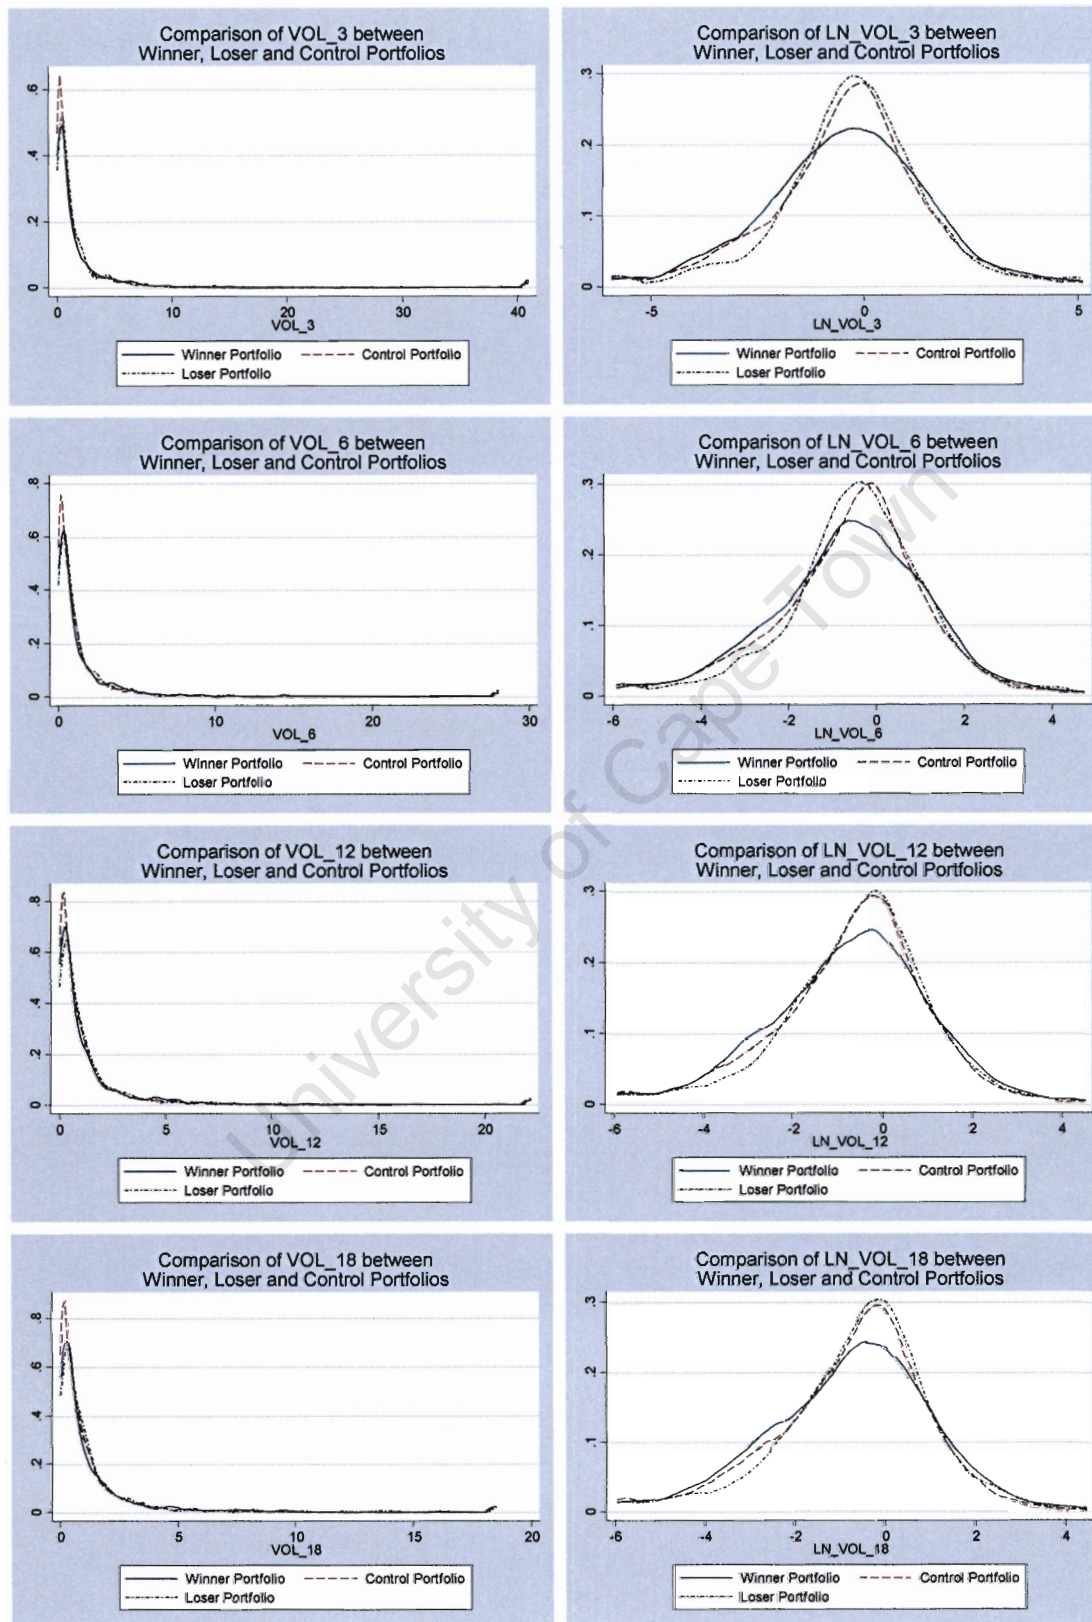 Comparison of VOL_3 between
Winner, Loser and Control Portfolios
.6
.4
.2
0
0 10 20 30 40
VOL_3
Winner Portfolio Control Portfolio
Loser Portfolio
Comparison of LN_VOL_3 between
Winner, Loser and Control Portfolios
.3
.2
.1
0
-5 0 5
LN_VOL_3
Winner Portfolio Control Portfolio
Loser Portfolio
Comparison of VOL_6 between
Winner, Loser and Control Portfolios
.8
.6
.4
.2
0
0 10 20 30
VOL_6
Winner Portfolio Control Portfolio
Loser Portfolio
Comparison of LN_VOL_6 between
Winner, Loser and Control Portfolios
.3
.2
.1
0
-6 -4 -2 0 2 4
LN_VOL_6
Winner Portfolio Control Portfolio
Loser Portfolio
Comparison of VOL_12 between
Winner, Loser and Control Portfolios
.8
.6
.4
.2
0
0 5 10 15 20
VOL_12
Winner Portfolio Control Portfolio
Loser Portfolio
Comparison of LN_VOL_12 between
Winner, Loser and Control Portfolios
.3
.2
.1
0
-6 -4 -2 0 2 4
LN_VOL_12
Winner Portfolio Control Portfolio
Loser Portfolio
Comparison of VOL_18 between
Winner, Loser and Control Portfolios
.8
.6
.4
.2
0
0 5 10 15 20
VOL_18
Winner Portfolio Control Portfolio
Loser Portfolio
Comparison of LN_VOL_18 between
Winner, Loser and Control Portfolios
.3
.2
.1
0
-6 -4 -2 0 2 4
LN_VOL_18
Winner Portfolio Control Portfolio
Loser Portfolio
University of Cape Town